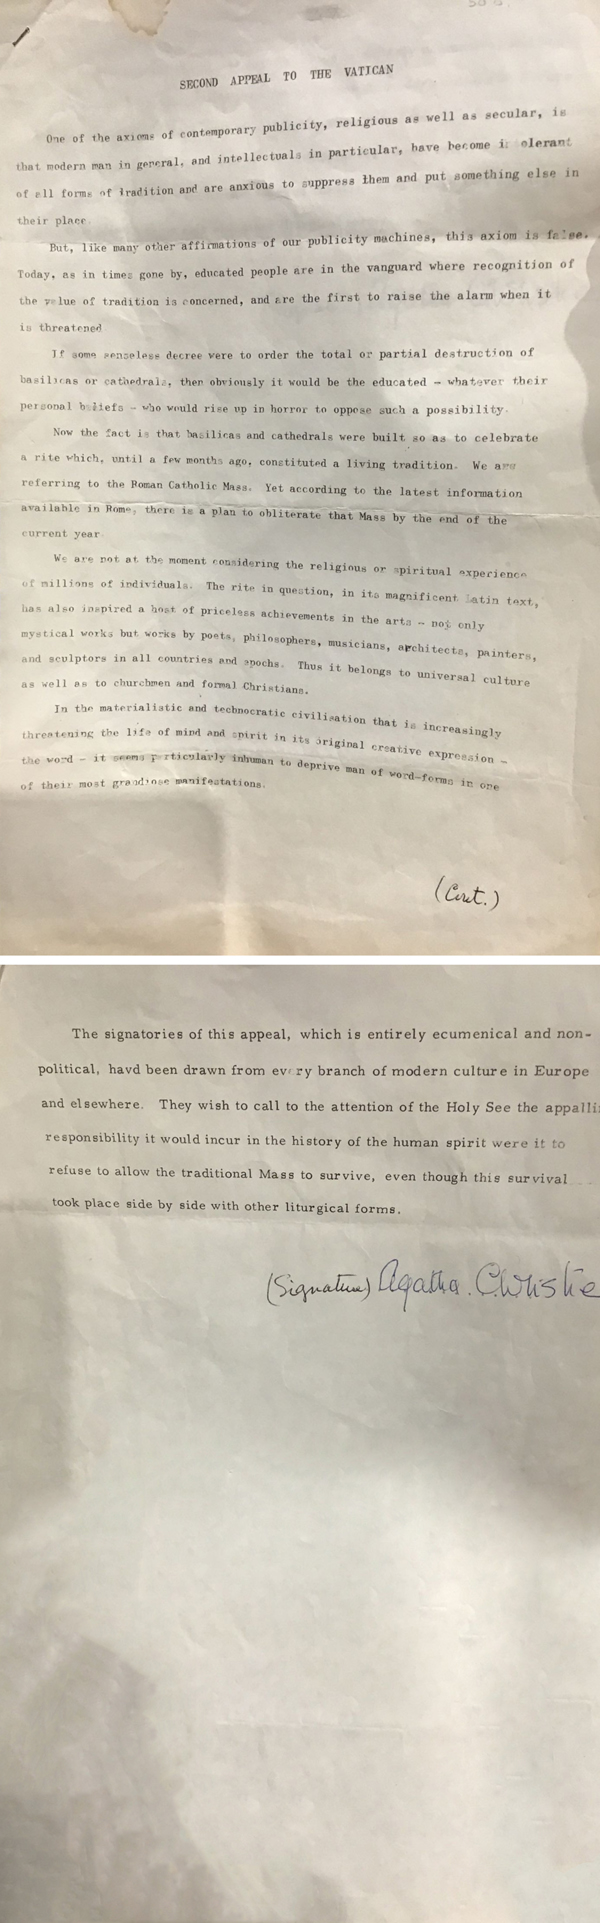 SECOND APPEAL TO THE VATICAN
One of the axioms of contemporary publicity, religious as well as secular, is
that modern man in general, and intellectuals in particular, have become intolerant
of all forms of tradition and are anxious to suppress them and put something else in
their place.
But, like many other affirmations of our publicity machines, this axiom is false.
Today, as in times gone by, educated people are in the vanguard where recognition of
the value of tradition is concerned, and are the first to raise the alarm when it
is threatened
If some senseless decree were to order the total or partial destruction of
basilicas or cathedrals, then obviously it would be the educated - whatever their
personal beliefs - who would rise up in horror to oppose such a possibility.
Now the fact is that basilicas and cathedrals were built so as to celebrate
a rite which, until a few months ago, constituted a living tradition. We are
referring to the Roman Catholic Mass. Yet according to the latest information
available in Rome, there is a plan to obliterate that Mass by the end of the
current year.
We are not at the moment considering the religious or spiritual experience
of millions of individuals. The rite in question, in its magnificent Latin text,
has also inspired a host of priceless achievements in the arts - not only
mystical works but works by poets, philosophers, musicians, architects, painters,
and sculptors in all countries and epochs. Thus it belongs to universal culture
as well as to churchmen and formal Christians.
In the materialistic and technocratic civilisation that is increasingly
threatening the life of mind and spirit in its original creative expression -
the word - it seems particularly inhuman to deprive man of word-forms in one
of their most grandiose manifestations.
(Cont.)
The signatories of this appeal, which is entirely ecumenical and non-
political, havd been drawn from every branch of modern culture in Europe
and elsewhere. They wish to call to the attention of the Holy See the appalli
responsibility it would incur in the history of the human spirit were it to
refuse to allow the traditional Mass to survive, even though this survival
took place side by side with other liturgical forms.
(Signature) Agatha. Christie